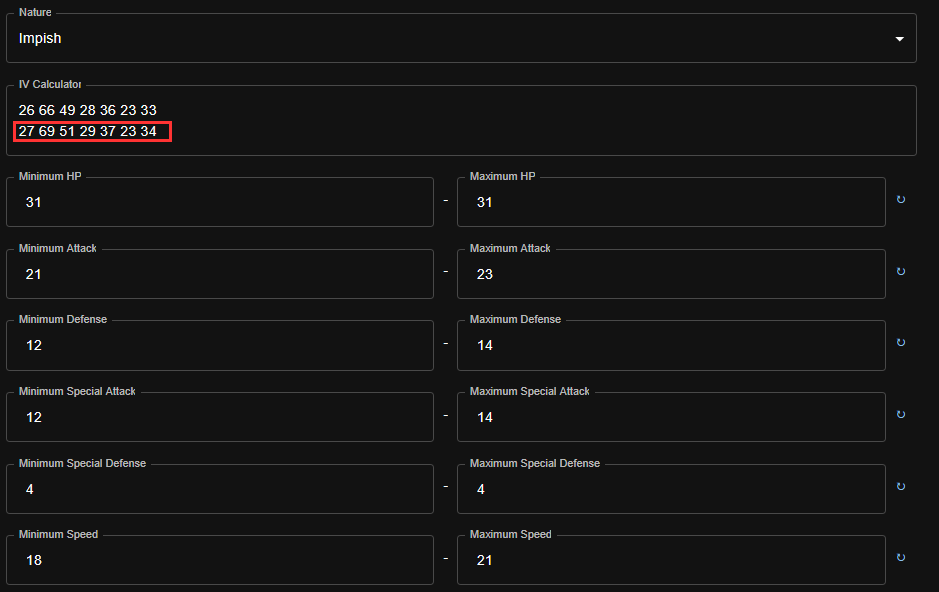 Nature
Impish
IV Calculator
26 66 49 28 36 23 33
27 69 51 29 37 23 34
Minimum HP
31
-
Maximum HP
31
↻
Minimum Attack
21
-
Maximum Attack
23
↻
Minimum Defense
12
-
Maximum Defense
14
↻
Minimum Special Attack
12
-
Maximum Special Attack
14
↻
Minimum Special Defense
4
-
Maximum Special Defense
4
↻
Minimum Speed
18
-
Maximum Speed
21
↻